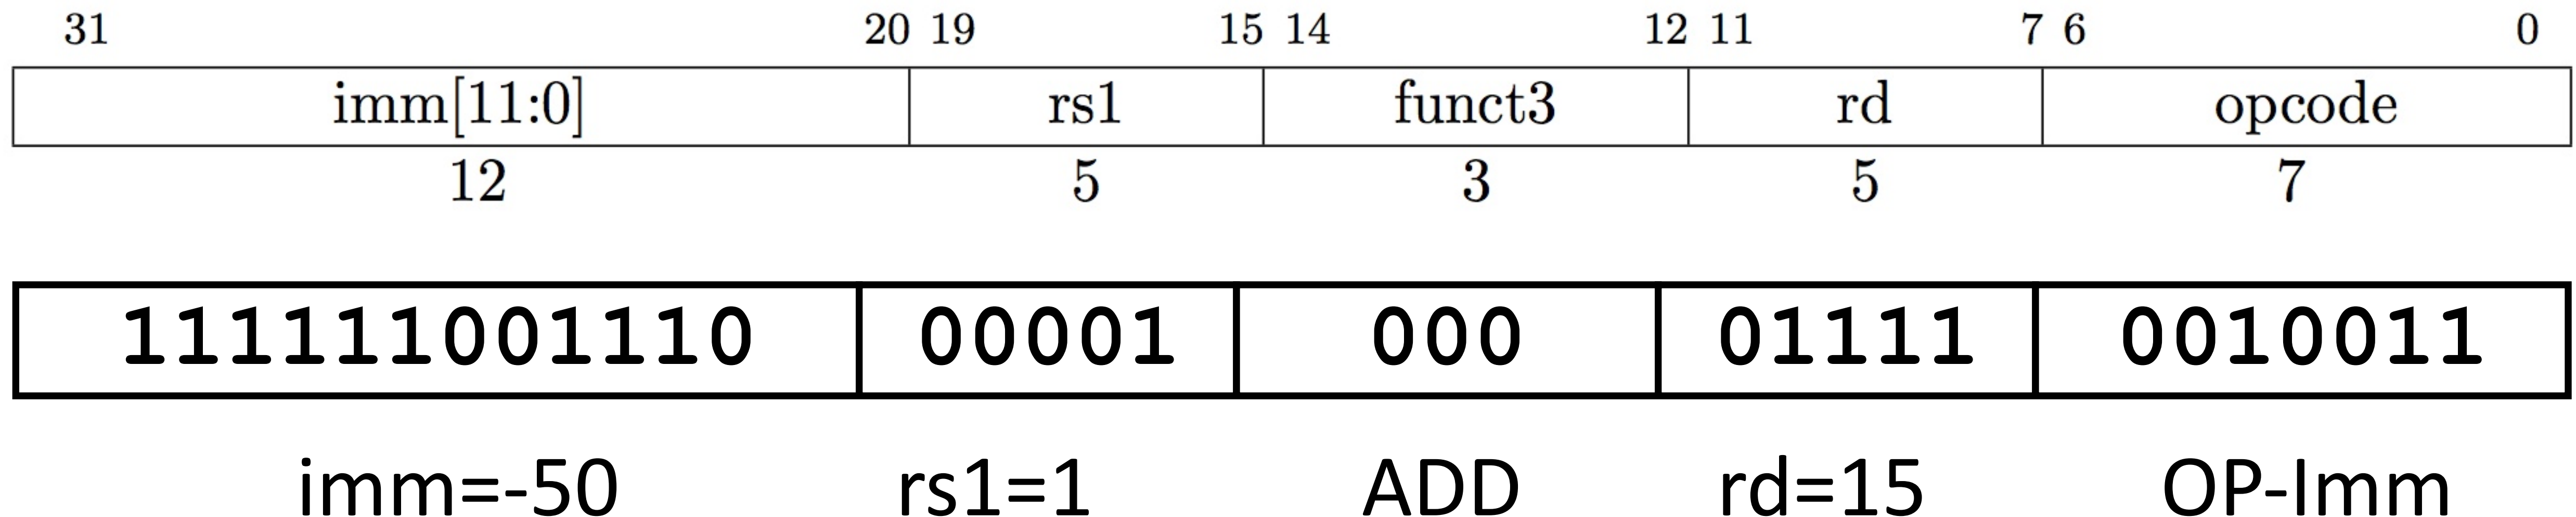 31 20 19 15 14 12 11 7 6 0
imm[11:0] rs1 funct3 rd opcode
12 5 3 5 7
111111001110 00001 000 01111 0010011
imm=-50 rs1=1 ADD rd=15 OP-Imm